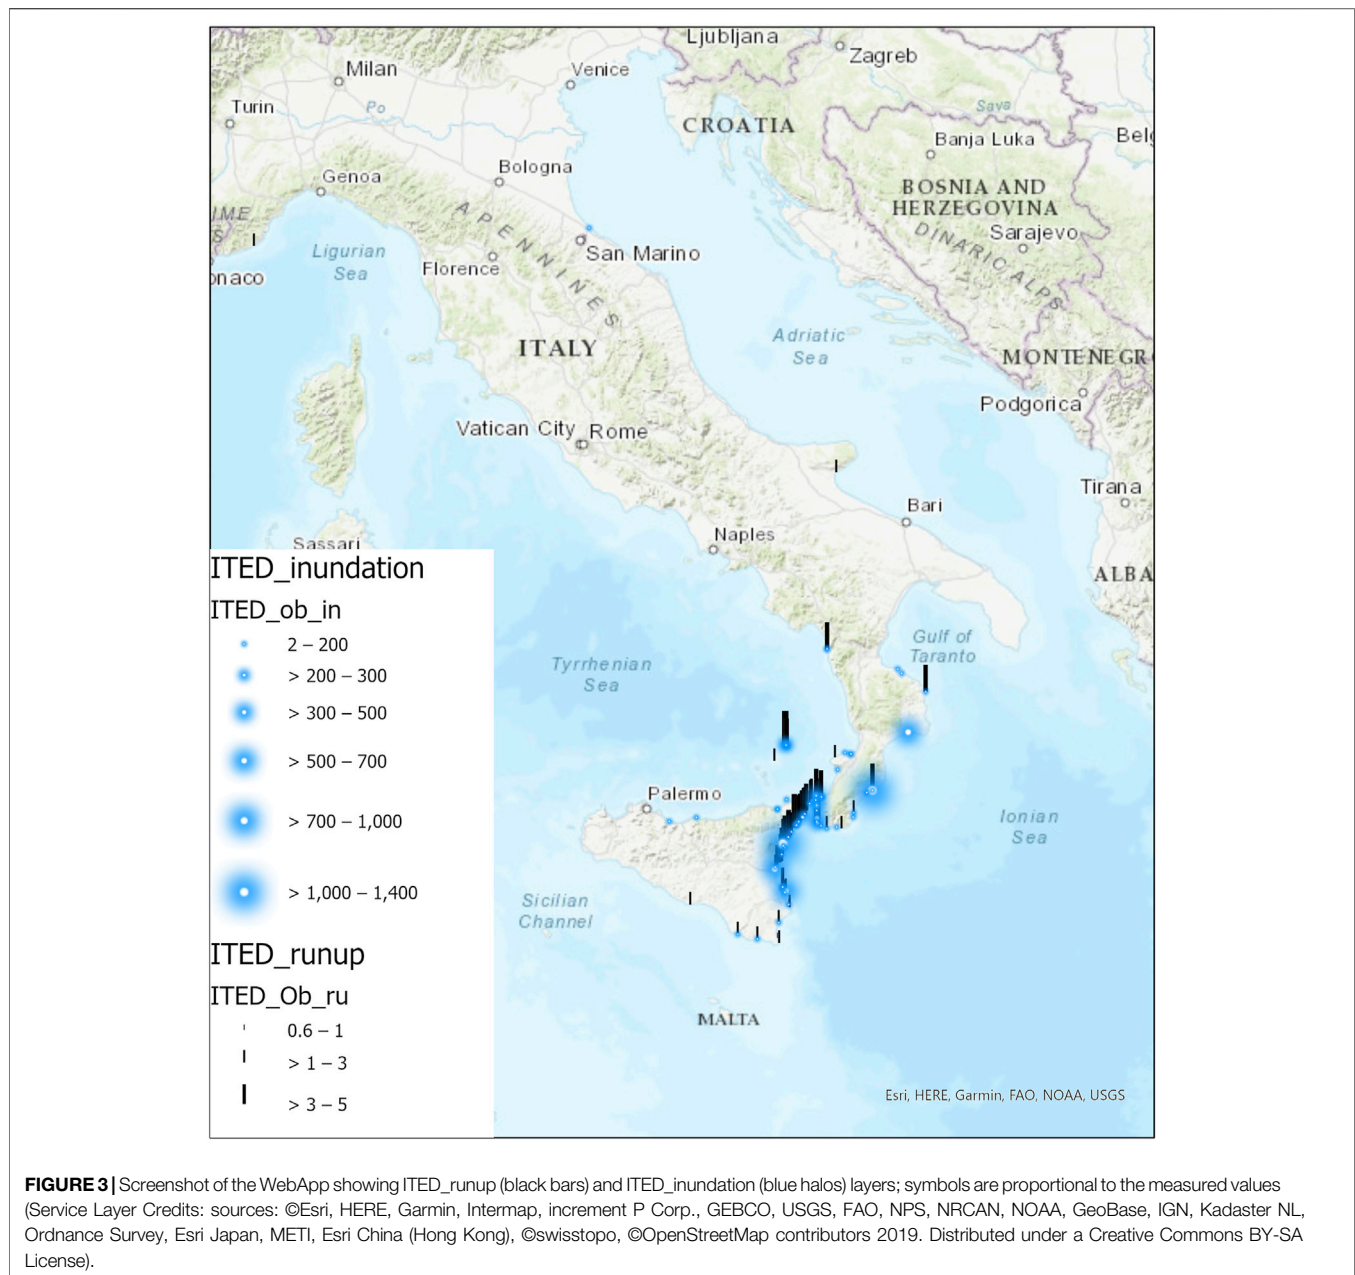 Ljubljana
Zagreb
Milan
Venice
Turin
Po
Sava
CROATIA
Banja Luka
Belg
Bologna
Genoa
BOSNIA AND
HERZEGOVINA
IME
S
APENNINES
Sarajevo
DINARIC ALPS
Ligurian
Sea
San Marino
Florence
onaco
Adriatic
Sea
ITALY
MONTENEGR
Podgorica
Vatican City
Rome
Tirana
Bari
Naples
Sassari
ALBA
ITED_inundation
ITED_ob_in
2 – 200
> 200 – 300
> 300 – 500
> 500 – 700
> 700 – 1,000
> 1,000 – 1,400
ITED_runup
ITED_Ob_ru
0.6 – 1
> 1 – 3
> 3 – 5
Gulf of
Taranto
Tyrrhenian
Sea
Palermo
Ionian
Sea
Sicilian
Channel
MALTA
Esri, HERE, Garmin, FAO, NOAA, USGS
FIGURE 3 | Screenshot of the WebApp showing ITED_runup (black bars) and ITED_inundation (blue halos) layers; symbols are proportional to the measured values
(Service Layer Credits: sources: ©Esri, HERE, Garmin, Intermap, increment P Corp., GEBCO, USGS, FAO, NPS, NRCAN, NOAA, GeoBase, IGN, Kadaster NL,
Ordnance Survey, Esri Japan, METI, Esri China (Hong Kong), ©swisstopo, ©OpenStreetMap contributors 2019. Distributed under a Creative Commons BY-SA
License).